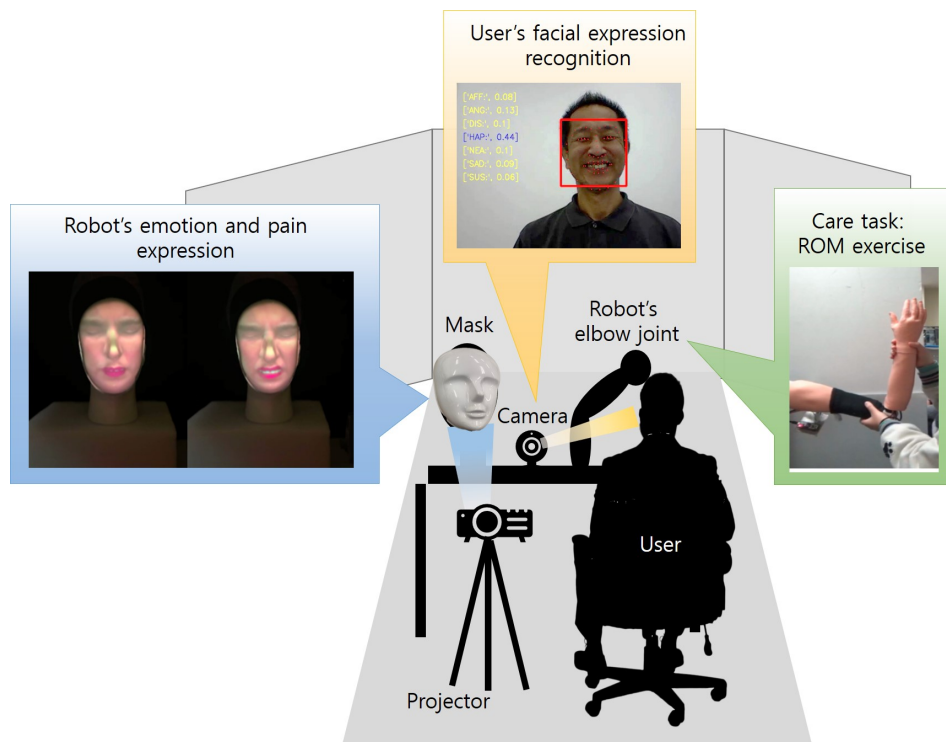 User's facial expression
recognition
['AFF:', 0.08]
['ANG:', 0.13]
['DIS:', 0.1]
['HAP:', 0.44]
['NEA:', 0.1]
['SAD:', 0.09]
['SUS:', 0.06]
Robot's emotion and pain
expression
Care task:
ROM exercise
Mask
Robot's
elbow joint
Camera
User
Projector